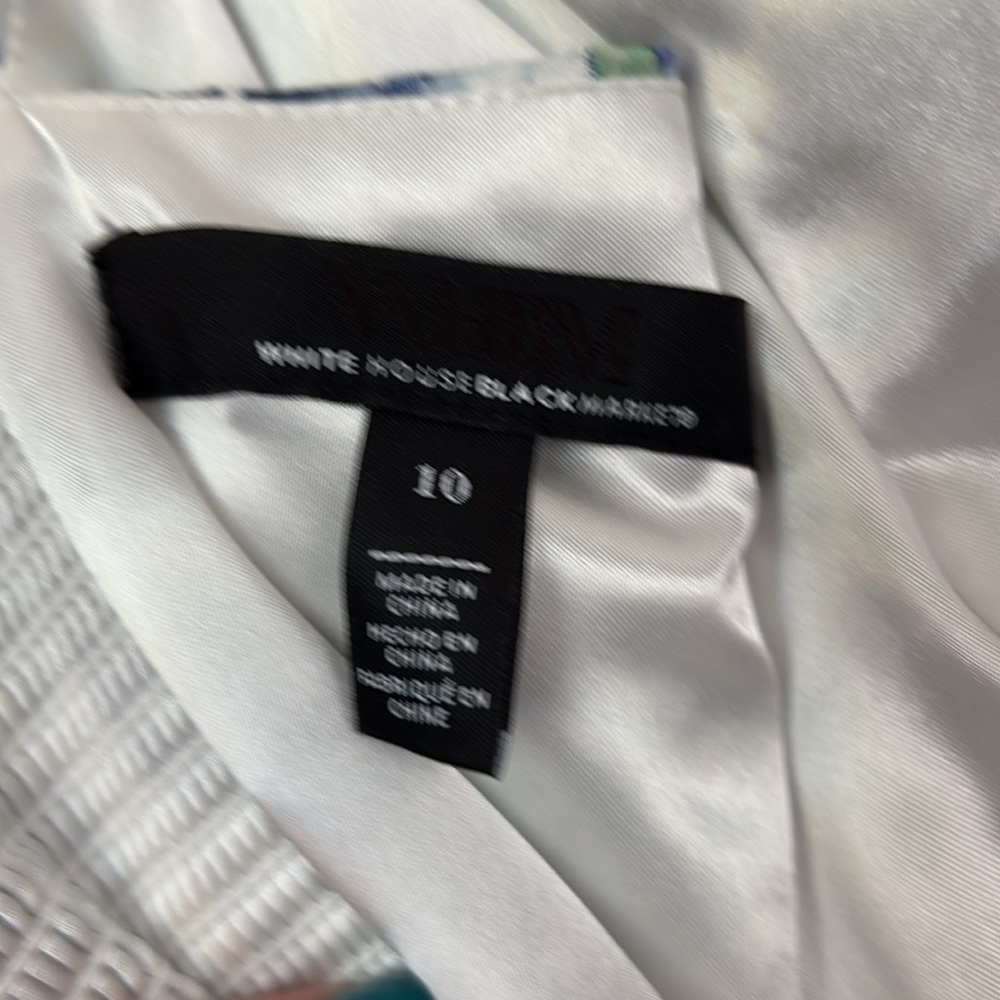 WHITE HOUSE BLACK MARKET
10
MADE IN
CHINA
HECHO EN
CHINA
FABRIQUÉ EN
CHINE